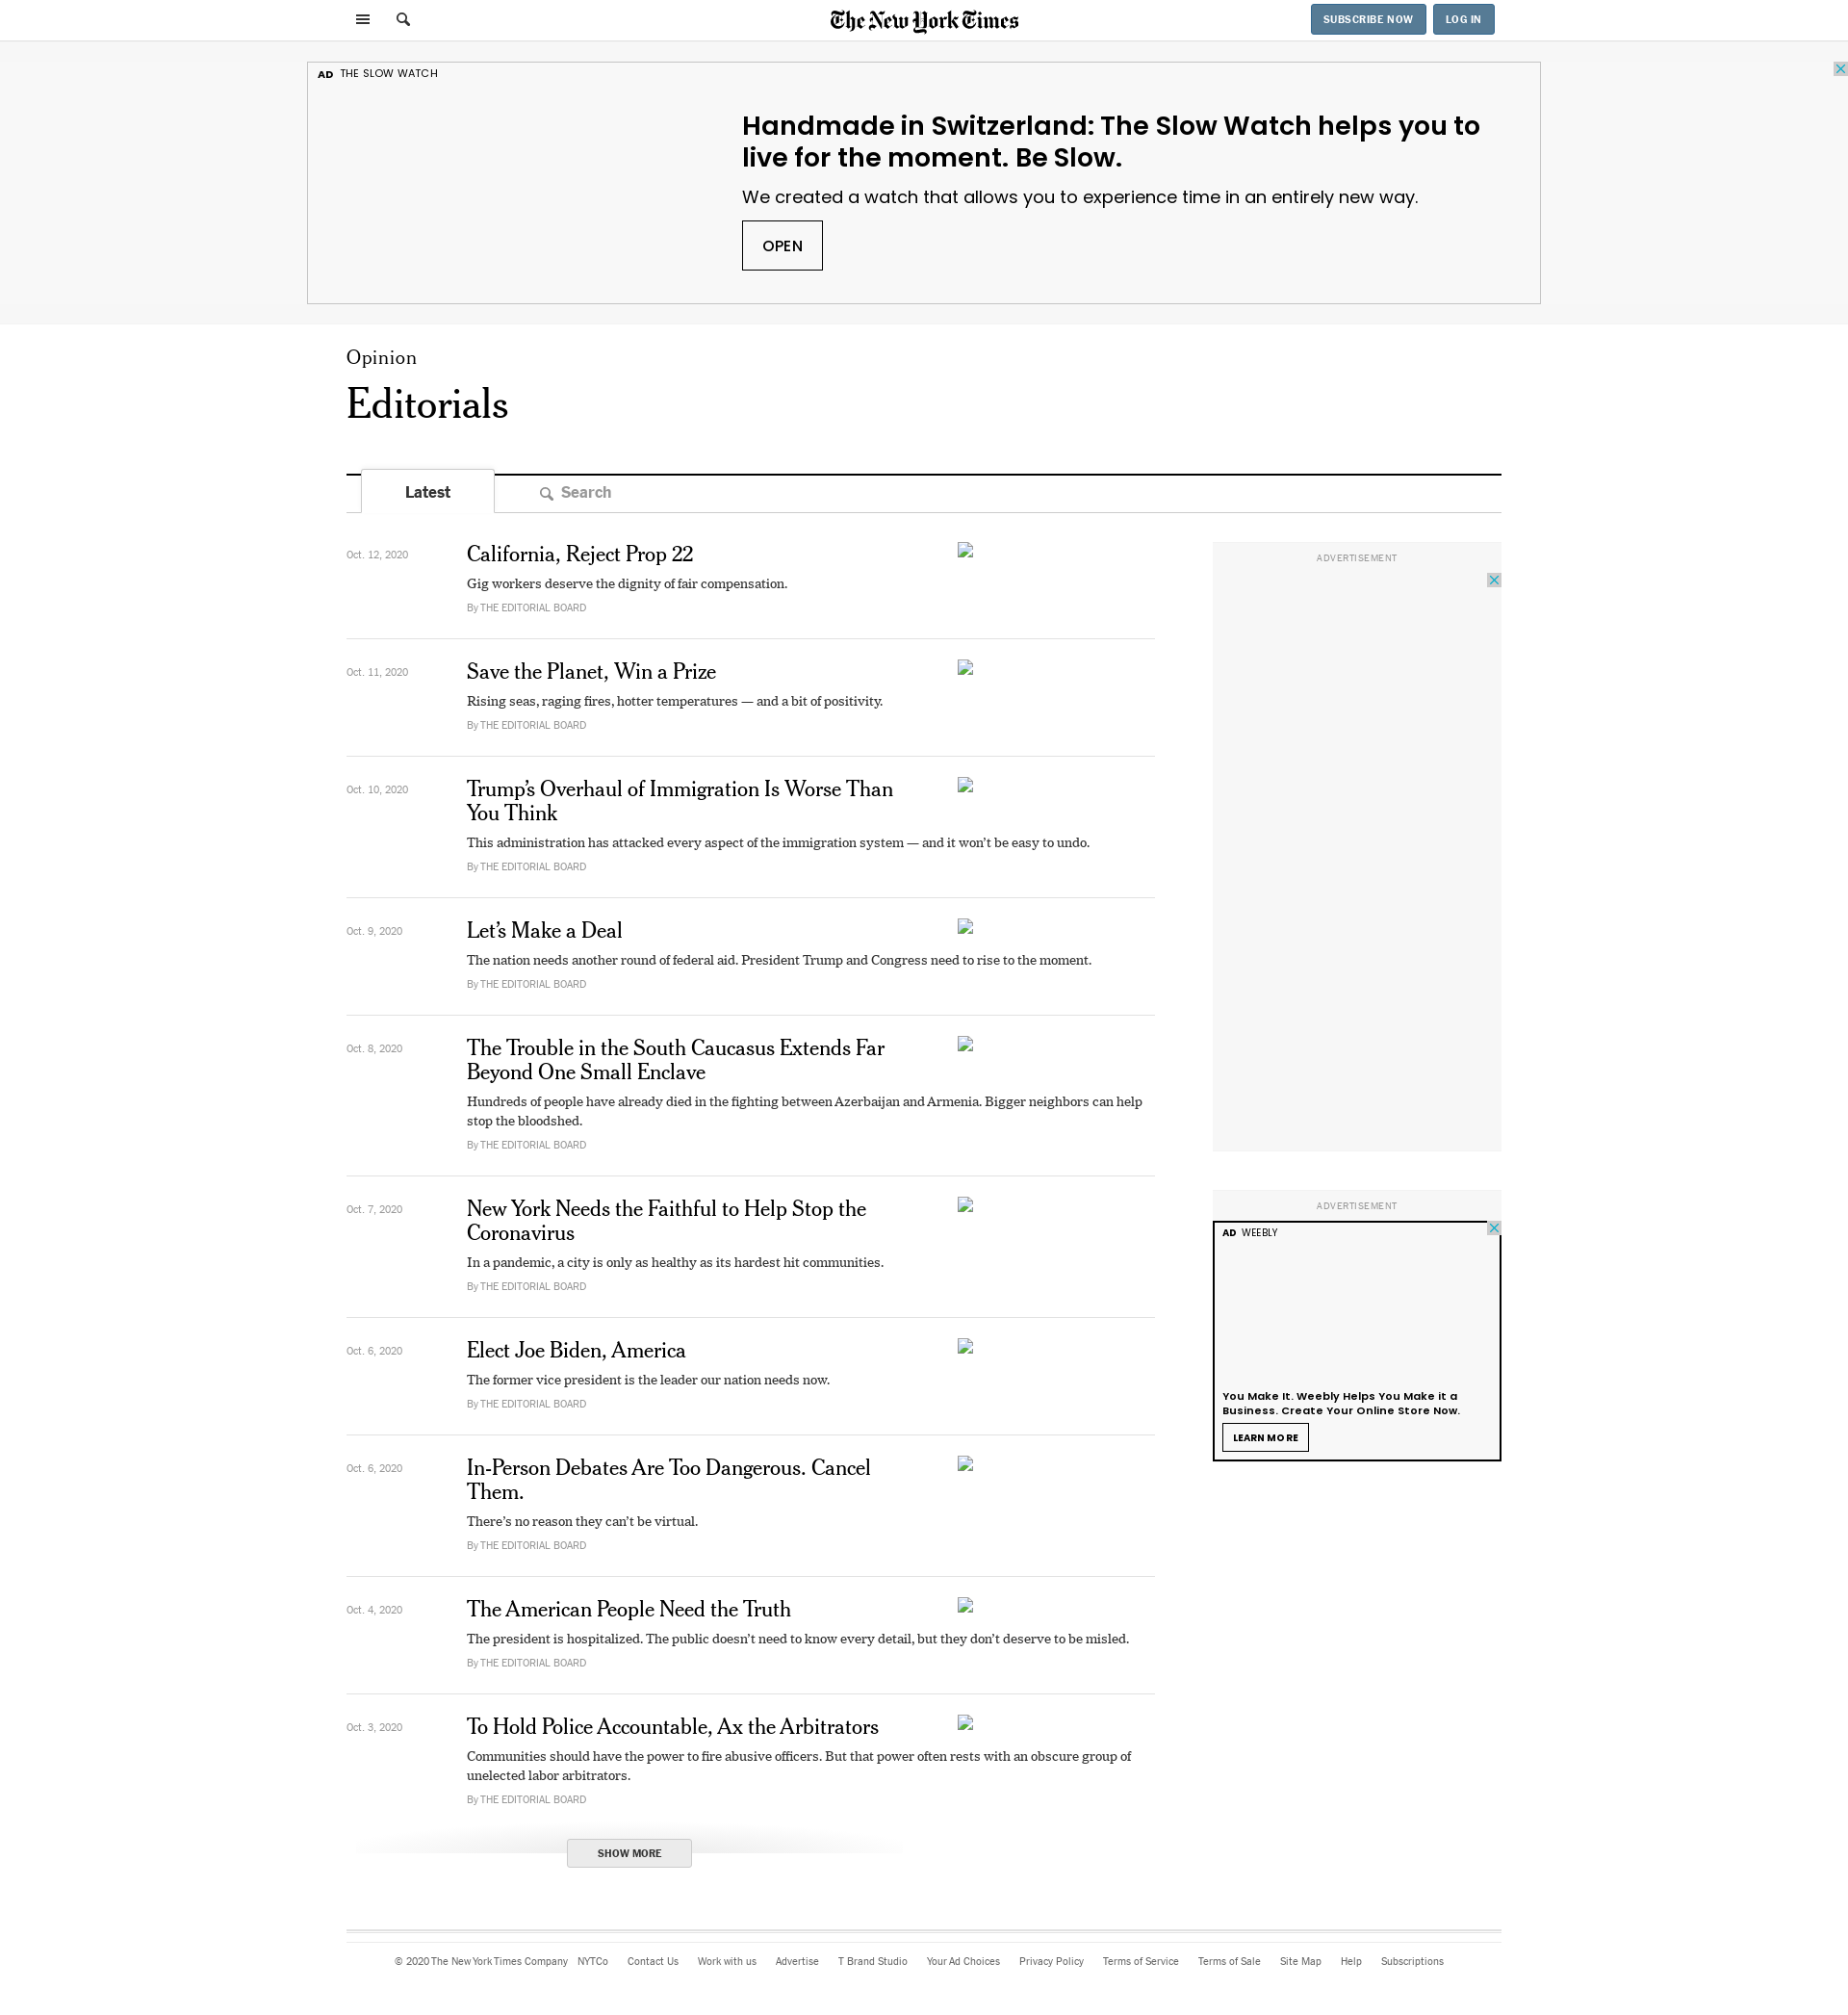 The New York Times
SUBSCRIBE NOW
LOG IN
AD THE SLOW WATCH
Handmade in Switzerland: The Slow Watch helps you to
live for the moment. Be Slow.
We created a watch that allows you to experience time in an entirely new way.
OPEN
Opinion
Editorials
Latest
Search
Oct. 12, 2020
California, Reject Prop 22
Gig workers deserve the dignity of fair compensation.
By THE EDITORIAL BOARD
Oct. 11, 2020
Save the Planet, Win a Prize
Rising seas, raging fires, hotter temperatures — and a bit of positivity.
By THE EDITORIAL BOARD
Oct. 10, 2020
Trump’s Overhaul of Immigration Is Worse Than
You Think
This administration has attacked every aspect of the immigration system — and it won’t be easy to undo.
By THE EDITORIAL BOARD
Oct. 9, 2020
Let’s Make a Deal
The nation needs another round of federal aid. President Trump and Congress need to rise to the moment.
By THE EDITORIAL BOARD
Oct. 8, 2020
The Trouble in the South Caucasus Extends Far
Beyond One Small Enclave
Hundreds of people have already died in the fighting between Azerbaijan and Armenia. Bigger neighbors can help
stop the bloodshed.
By THE EDITORIAL BOARD
Oct. 7, 2020
New York Needs the Faithful to Help Stop the
Coronavirus
In a pandemic, a city is only as healthy as its hardest hit communities.
By THE EDITORIAL BOARD
Oct. 6, 2020
Elect Joe Biden, America
The former vice president is the leader our nation needs now.
By THE EDITORIAL BOARD
Oct. 6, 2020
In-Person Debates Are Too Dangerous. Cancel
Them.
There’s no reason they can’t be virtual.
By THE EDITORIAL BOARD
Oct. 4, 2020
The American People Need the Truth
The president is hospitalized. The public doesn’t need to know every detail, but they don’t deserve to be misled.
By THE EDITORIAL BOARD
Oct. 3, 2020
To Hold Police Accountable, Ax the Arbitrators
Communities should have the power to fire abusive officers. But that power often rests with an obscure group of
unelected labor arbitrators.
By THE EDITORIAL BOARD
SHOW MORE
ADVERTISEMENT
ADVERTISEMENT
AD WEEBLY
You Make It. Weebly Helps You Make it a
Business. Create Your Online Store Now.
LEARN MORE
© 2020 The New York Times Company NYTCo Contact Us Work with us Advertise T Brand Studio Your Ad Choices Privacy Policy Terms of Service Terms of Sale Site Map Help Subscriptions